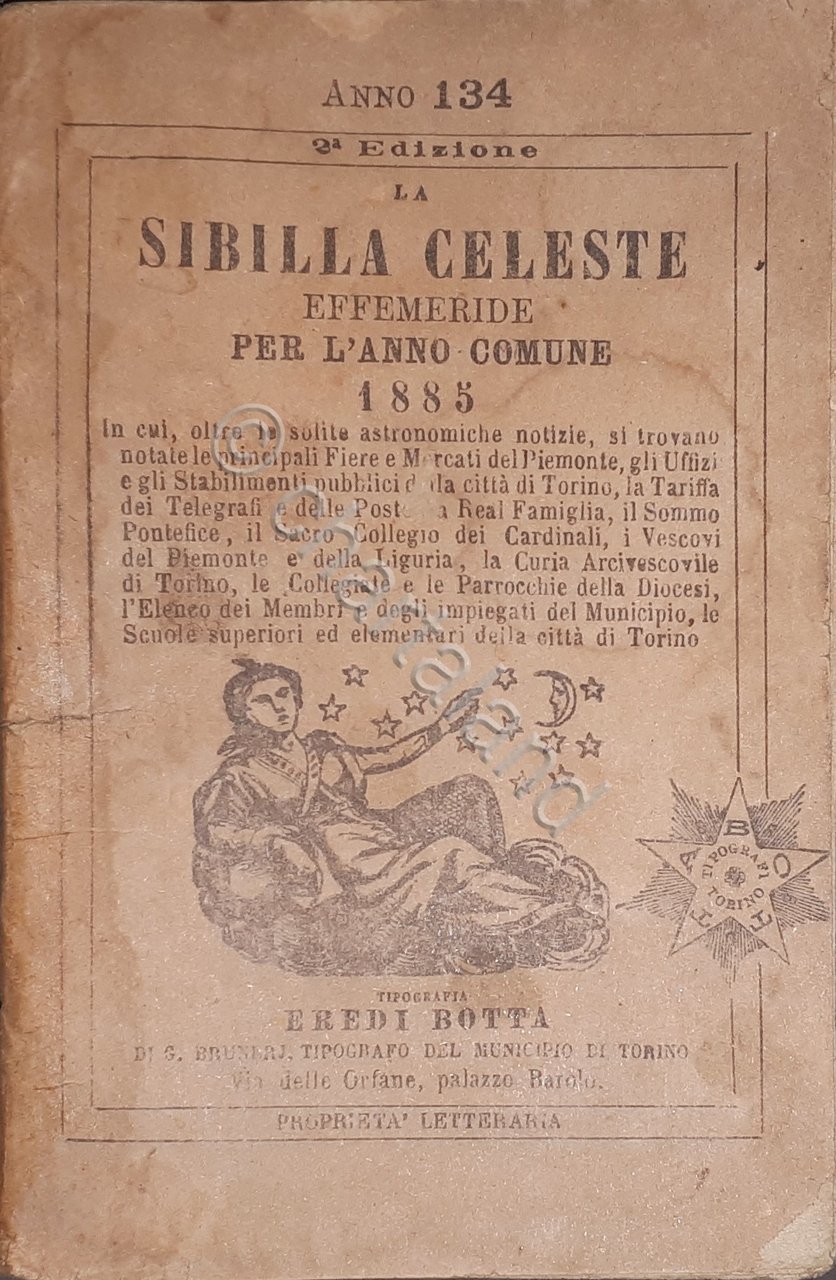 ANNO 134
2ª Edizione
LA
SIBILLA CELESTE
EFFEMERIDE
PER L'ANNO COMUNE
1885
In cui, oltre le solite astronomiche notizie, si trovano
notate le principali Fiere e Mercati del Piemonte, gli Uffizi
e gli Stabilimenti pubblici della città di Torino, la Tariffa
dei Telegrafi e delle Poste a Real Famiglia, il Sommo
Pontefice, il Sacro Collegio dei Cardinali, i Vescovi
del Piemonte e della Liguria, la Curia Arcivescovile
di Torino, le Collegiate e le Parrocchie della Diocesi,
l'Elenco dei Membri e degli impiegati del Municipio, le
Scuole superiori ed elementari della città di Torino
© chartaland
BOTTA
TIPOGRAFI
TORINO
TIPOGRAFIA
EREDI BOTTA
DI G. BRUNERI, TIPOGRAFO DEL MUNICIPIO DI TORINO
Via delle Orfane, palazzo Barolo.
PROPRIETA' LETTERARIA